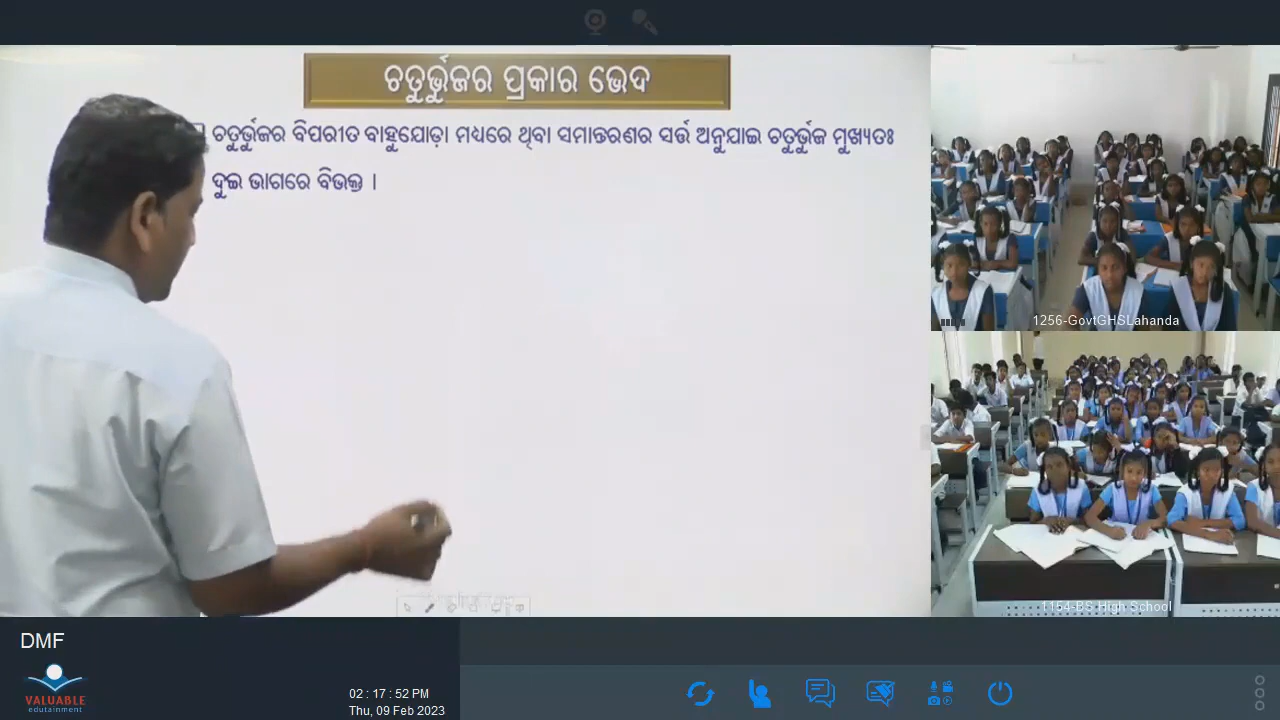 ଚତୁର୍ଭୁଜର ପ୍ରକାର ଭେଦ
ଚତୁର୍ଭୁଜର ବିପରୀତ ବାହୁଯୋଡ଼ା ମଧ୍ୟରେ ଥିବା ସମାନ୍ତରଣର ସର୍ତ୍ତ ଅନୁଯାଇ ଚତୁର୍ଭୁଜ ମୁଖ୍ୟତଃ
ଦୁଇ ଭାଗରେ ବିଭକ୍ତ ।
1256-GovtGHSLahanda
1154-BS High School
DMF
VALUABLE
edutainment
02 : 17 : 52 PM
Thu, 09 Feb 2023